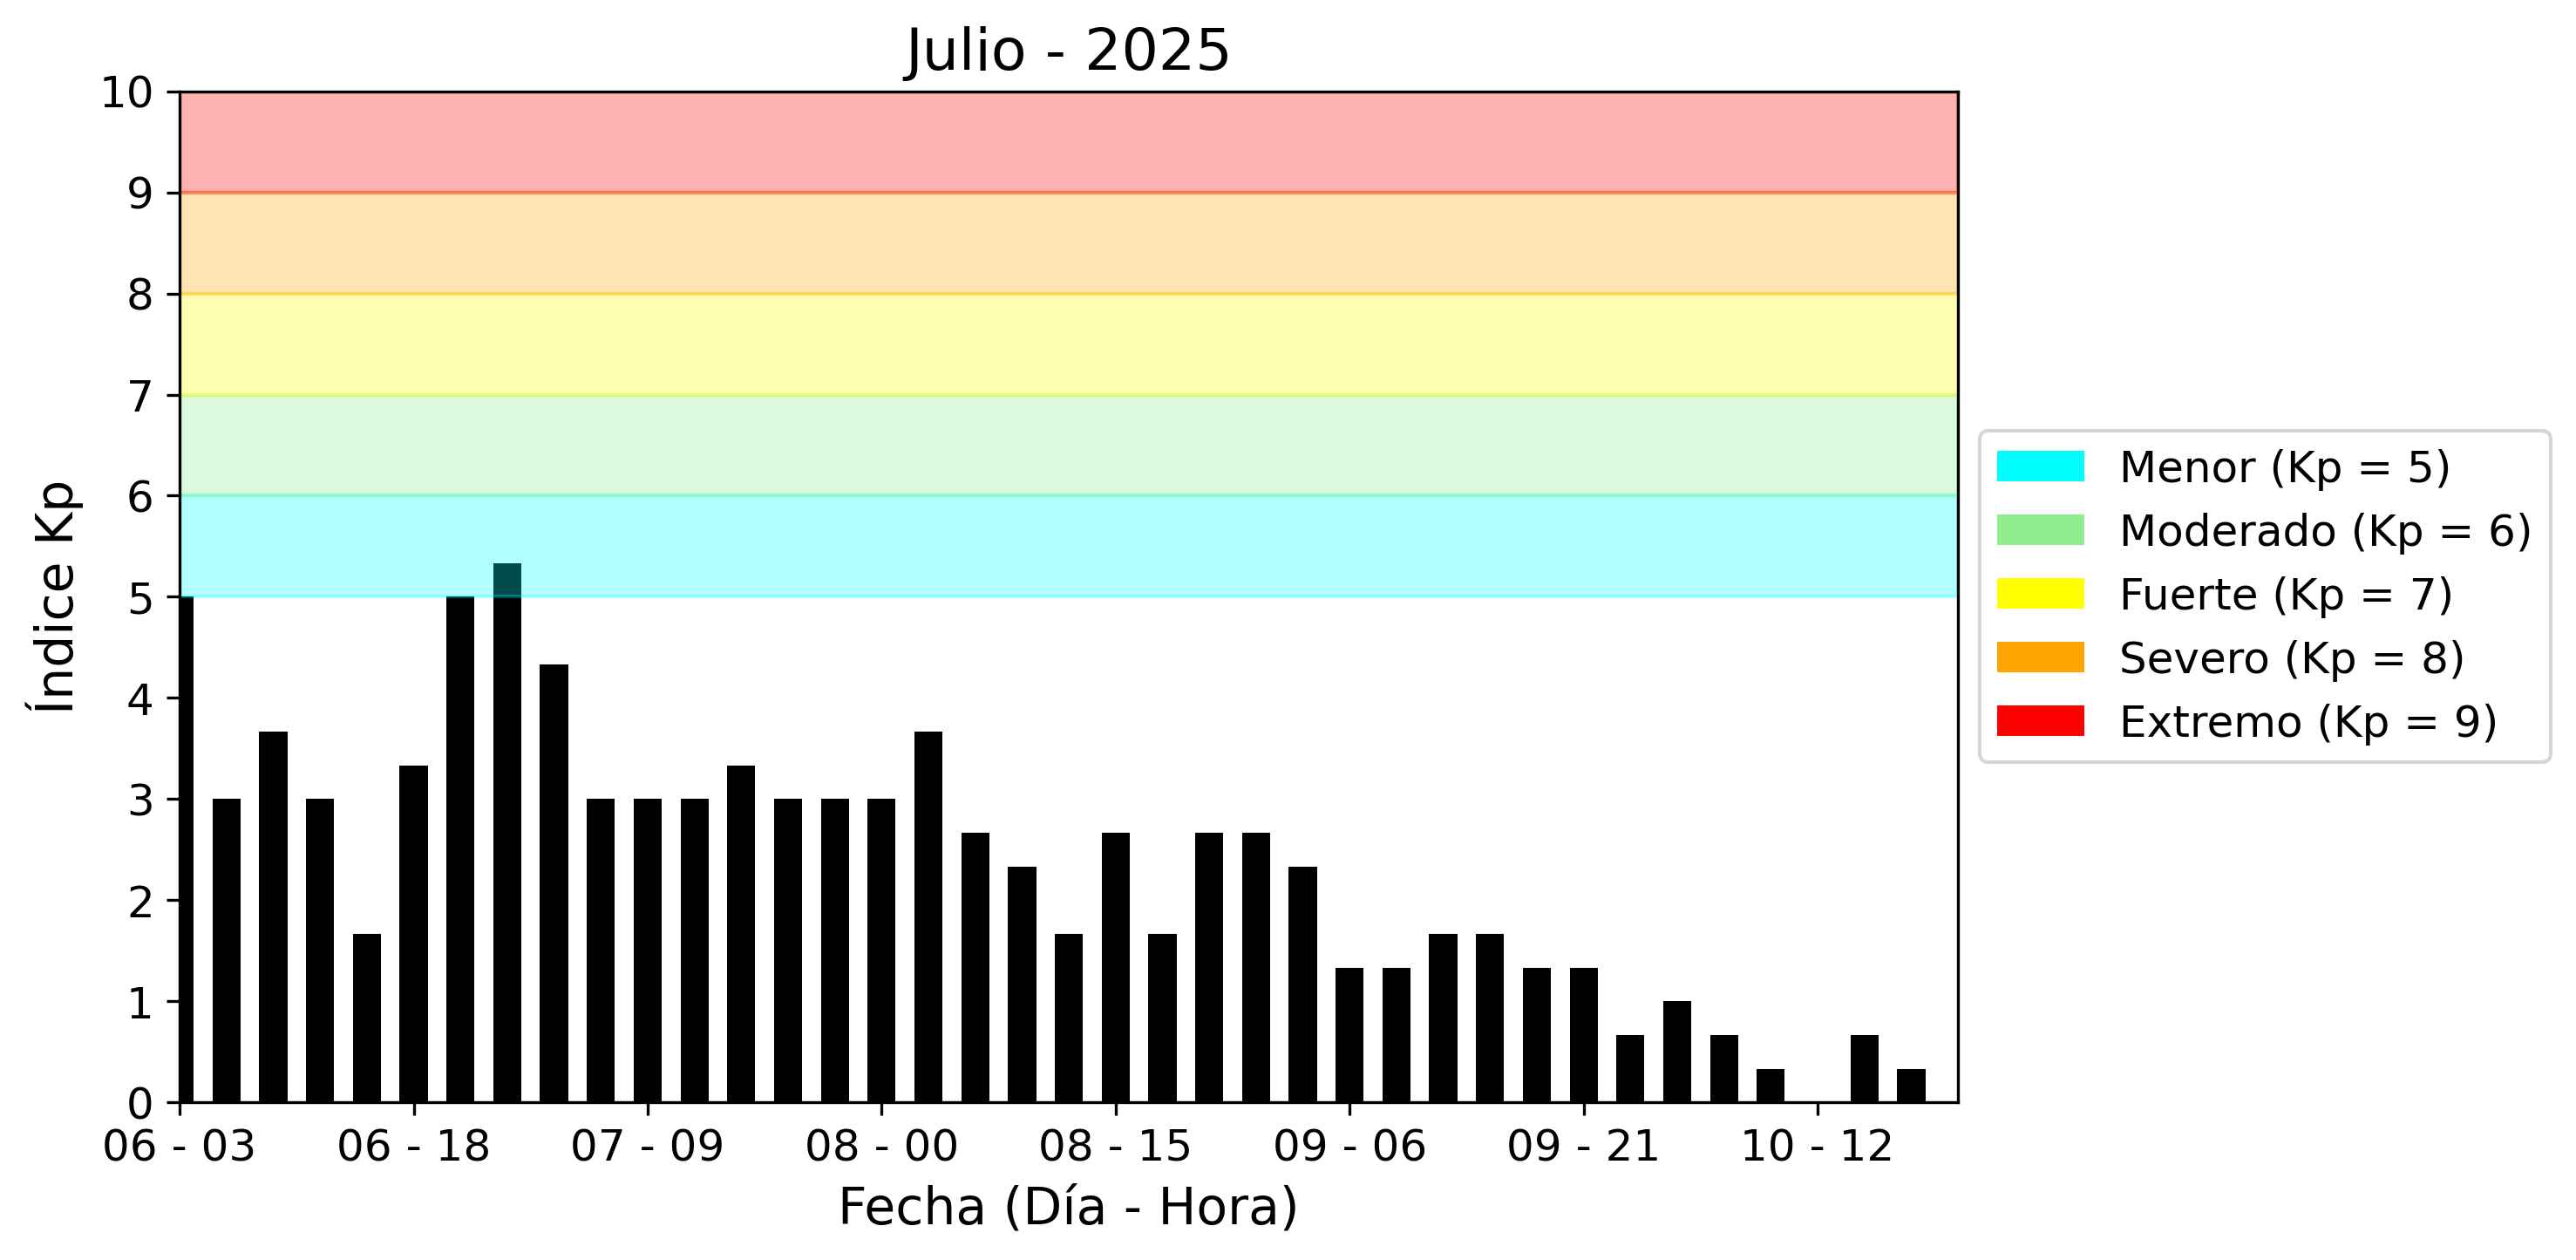 Julio - 2025
10
9
8
7
6
5
4
3
2
1
0
Índice Kp
06 - 03 06 - 18 07 - 09 08 - 00 08 - 15 09 - 06 09 - 21 10 - 12
Fecha (Día - Hora)
Menor (Kp = 5)
Moderado (Kp = 6)
Fuerte (Kp = 7)
Severo (Kp = 8)
Extremo (Kp = 9)